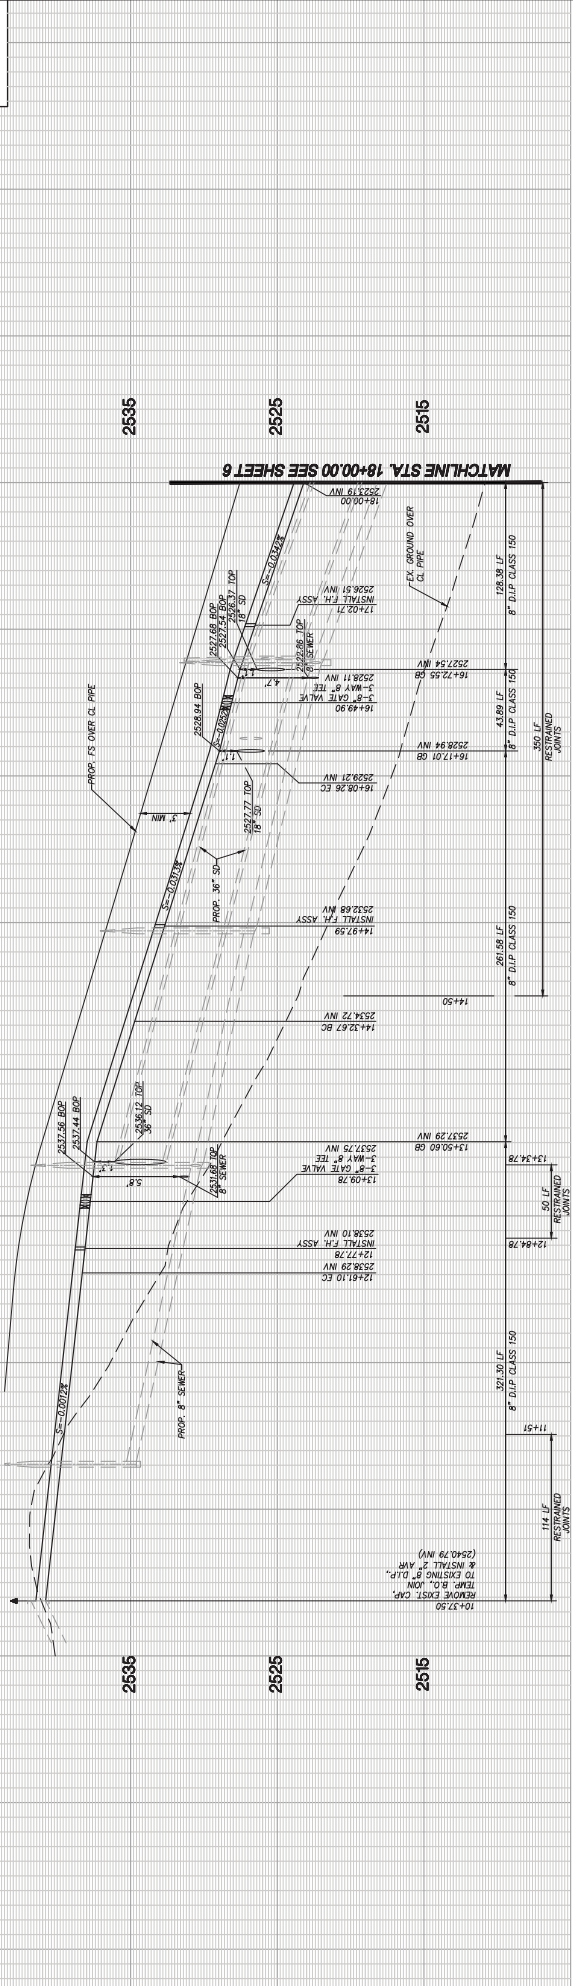 2535
2525
2515
MATCHLINE STA. 18+00.00 SEE SHEET 6
18+00.00
2523.19 INV
S=-0.0342%
17+02.71
INSTALL F.H. ASSY
2526.51 INV
EX. GROUND OVER
CL PIPE
PROP. FS OVER CL PIPE
2527.68 BOP
2527.54 BOP
2526.37 TOP
18" SD
2522.86 TOP
8" SEWER
4.7'
2528.94 BOP
S=-0.0252%
16+72.55 GB
2527.54 INV
16+49.90
3-8" GATE VALVE
3-WAY 8" TEE
2528.11 INV
16+17.01 GB
2528.94 INV
1.1'
2527.77 TOP
18" SD
16+08.26 EC
2529.21 INV
3' MIN
S=-0.0313%
PROP. 36" SD
14+97.59
INSTALL F.H. ASSY
2532.68 INV
14+50
14+32.67 BC
2534.72 INV
128.38 LF
8" D.I.P CLASS 150
43.89 LF
8" D.I.P CLASS 150
350 LF
RESTRAINED
JOINTS
261.58 LF
8" D.I.P CLASS 150
2537.56 BOP
2537.44 BOP
2536.12 TOP
36" SD
1.3'
5.8'
2531.68 TOP
8" SEWER
13+50.60 GB
2537.29 INV
13+34.78
13+09.78
3-8" GATE VALVE
3-WAY 8" TEE
2537.75 INV
50 LF
RESTRAINED
JOINTS
12+84.78
12+77.78
INSTALL F.H. ASSY
2538.10 INV
12+61.10 EC
2538.29 INV
PROP. 8" SEWER
S=-0.0012%
321.30 LF
8" D.I.P CLASS 150
11+51
114 LF
RESTRAINED
JOINTS
10+37.50
REMOVE EXIST. CAP,
TEMP. B.O., JOIN
TO EXISTING 8" D.I.P.,
& INSTALL 2" AVR
(2540.79 INV)
2535
2525
2515